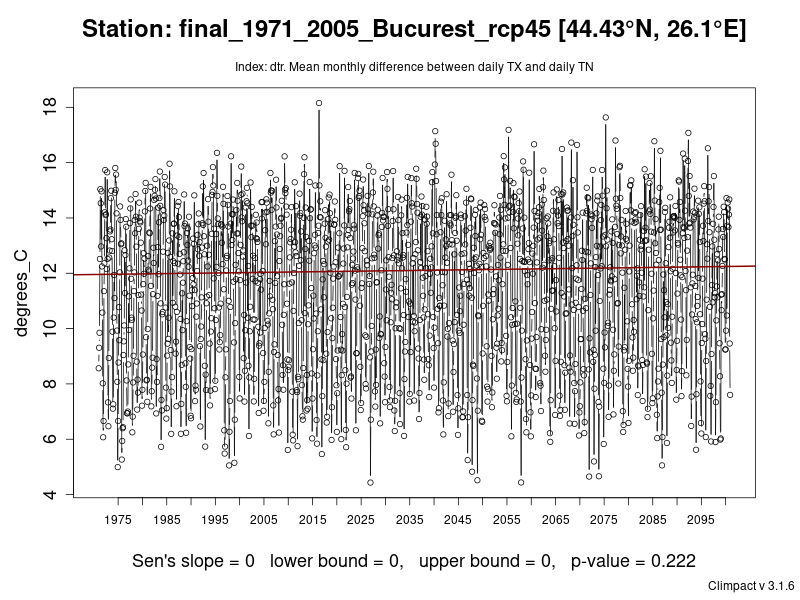 Station: final_1971_2005_Bucurest_rcp45 [44.43°N, 26.1°E]
Index: dtr. Mean monthly difference between daily TX and daily TN
degrees_C
18
16
14
12
10
8
6
4
1975 1985 1995 2005 2015 2025 2035 2045 2055 2065 2075 2085 2095
Sen's slope = 0 lower bound = 0, upper bound = 0, p-value = 0.222
Climpact v 3.1.6